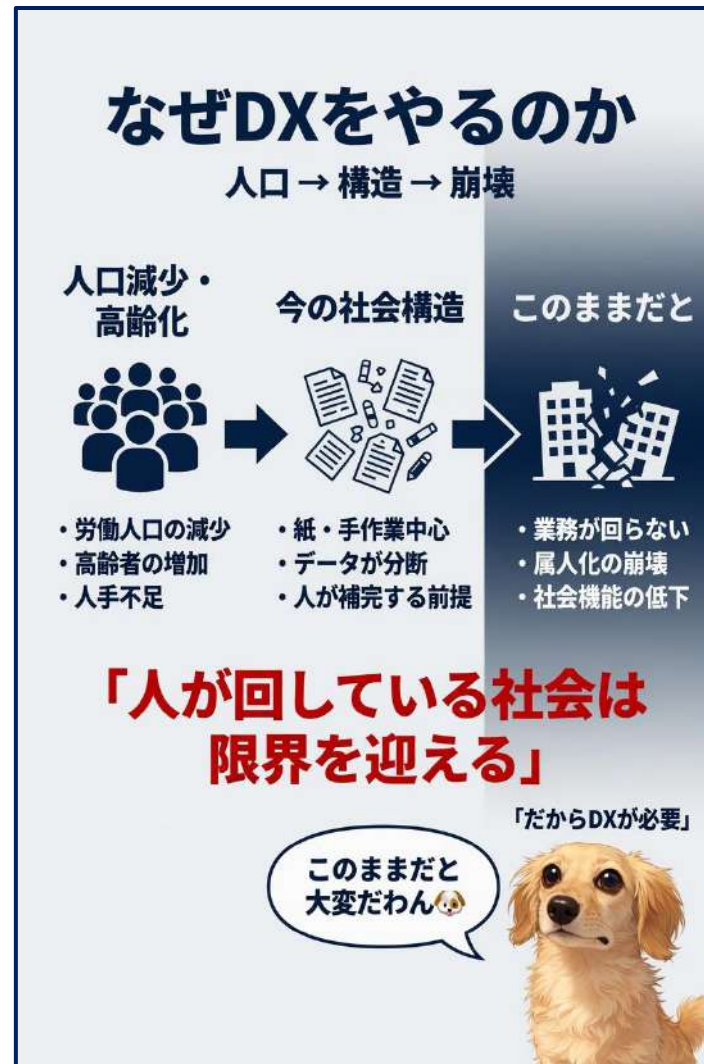 なぜDXをやるのか
人口 → 構造 → 崩壊
人口減少・
高齢化
・労働人口の減少
・高齢者の増加
・人手不足
今の社会構造
・紙・手作業中心
・データが分断
・人が補完する前提
このままだと
・業務が回らない
・属人化の崩壊
・社会機能の低下
「人が回している社会は
限界を迎える」
「だからDXが必要」
このままだと
大変だわん🐶